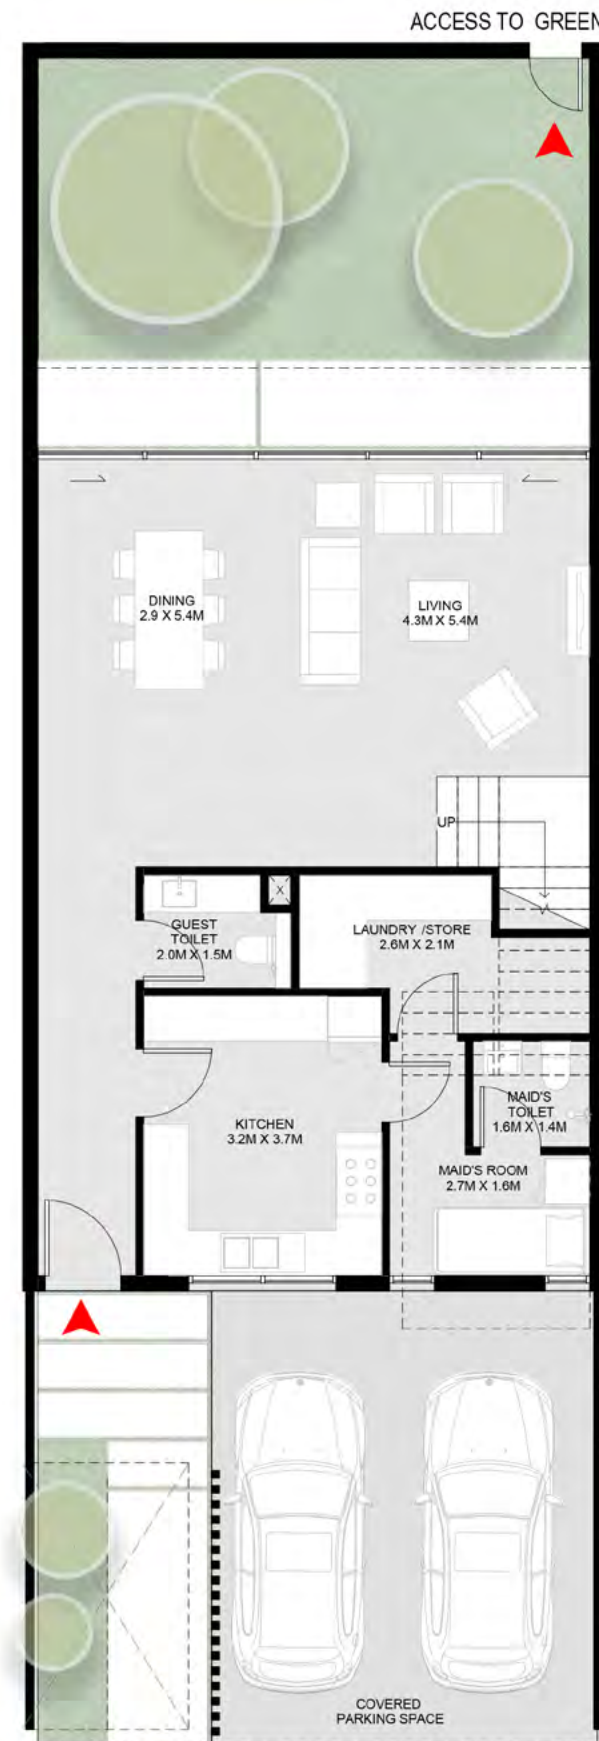 ACCESS TO GREEN
DINING
2.9 X 5.4M
LIVING
4.3M X 5.4M
UP
X
GUEST
TOILET
2.0M X 1.5M
LAUNDRY /STORE
2.6M X 2.1M
KITCHEN
3.2M X 3.7M
MAID'S
TOILET
1.6M X 1.4M
MAID'S ROOM
2.7M X 1.6M
COVERED
PARKING SPACE